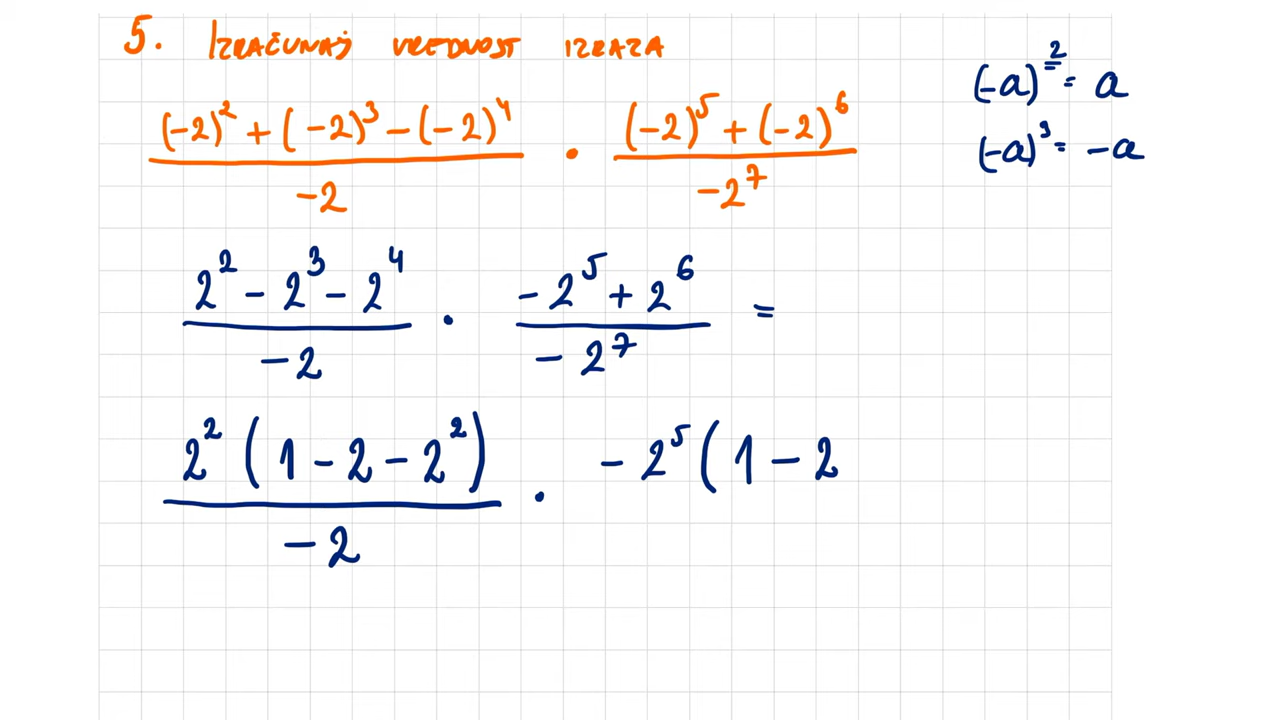 5. IZRAČUNAJ VREDNOST IZRAZA
(-2)² + (-2)³ - (-2)⁴ / -2 · (-2)⁵ + (-2)⁶ / -2⁷
(-a)² = a
(-a)³ = -a
2² - 2³ - 2⁴ / -2 · -2⁵ + 2⁶ / -2⁷ =
2² (1 - 2 - 2²) / -2 · -2⁵ (1 - 2